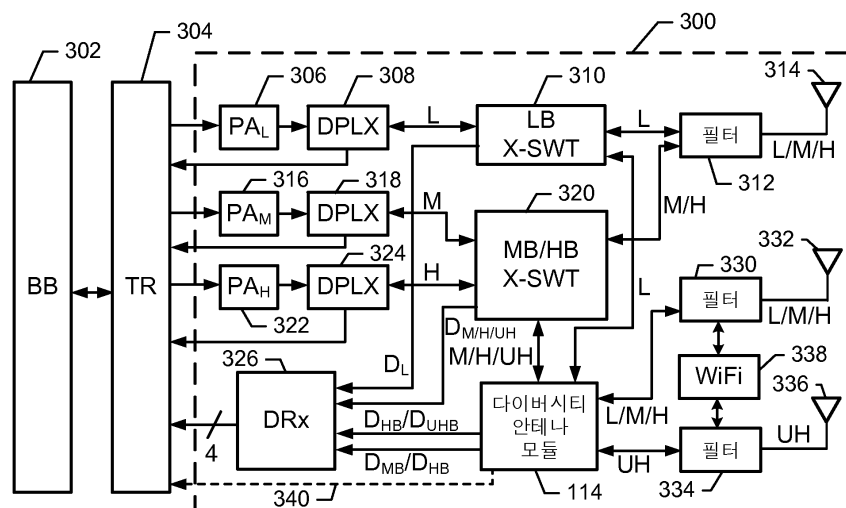 300
302
304
306
308
310
314
PA_L
DPLX
L
LB
X-SWT
L
필터
L/M/H
312
316
318
320
M/H
332
PA_M
DPLX
M
MB/HB
X-SWT
324
330
BB
TR
PA_H
DPLX
H
L
필터
L/M/H
322
D_M/H/UH
M/H/UH
326
D_L
338
WiFi
336
DRx
다이버시티
안테나
모듈
L/M/H
D_HB/D_UHB
D_MB/D_HB
UH
필터
UH
4
340
114
334